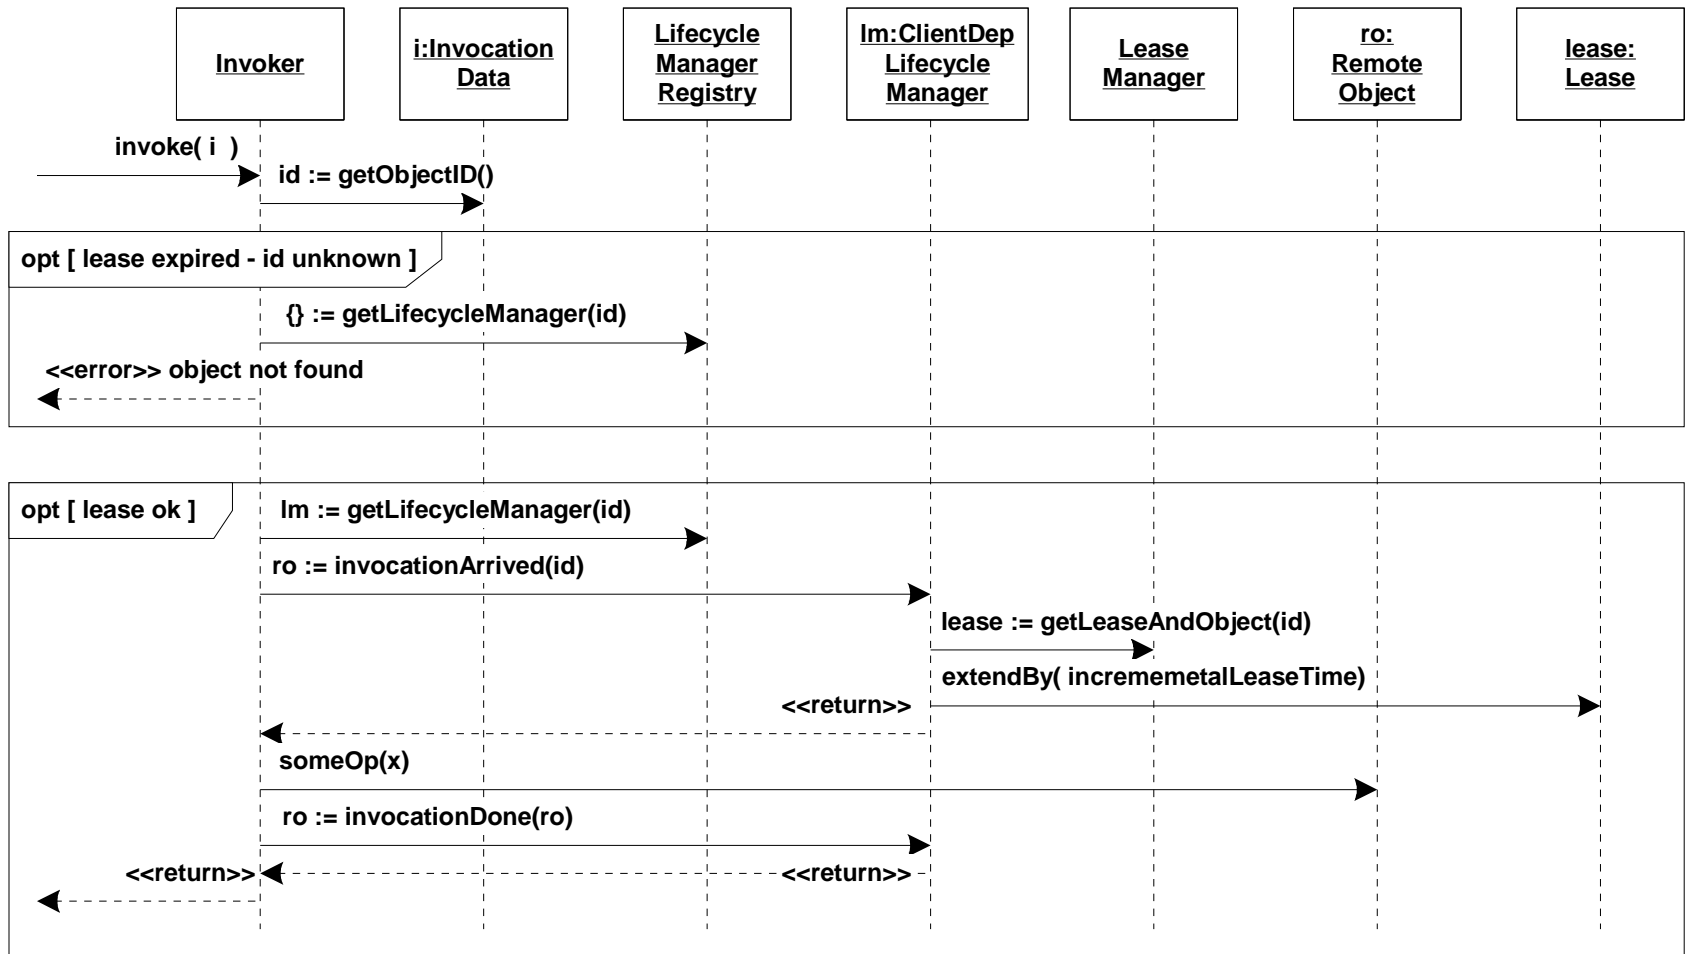 Invoker
i:Invocation
Data
Lifecycle
Manager
Registry
lm:ClientDep
Lifecycle
Manager
Lease
Manager
ro:
Remote
Object
lease:
Lease
invoke( i  )
id := getObjectID()
opt [ lease expired - id unknown ]
{} := getLifecycleManager(id)
<<error>> object not found
opt [ lease ok ]
lm := getLifecycleManager(id)
ro := invocationArrived(id)
lease := getLeaseAndObject(id)
extendBy( incrememetalLeaseTime)
<<return>>
someOp(x)
ro := invocationDone(ro)
<<return>>
<<return>>